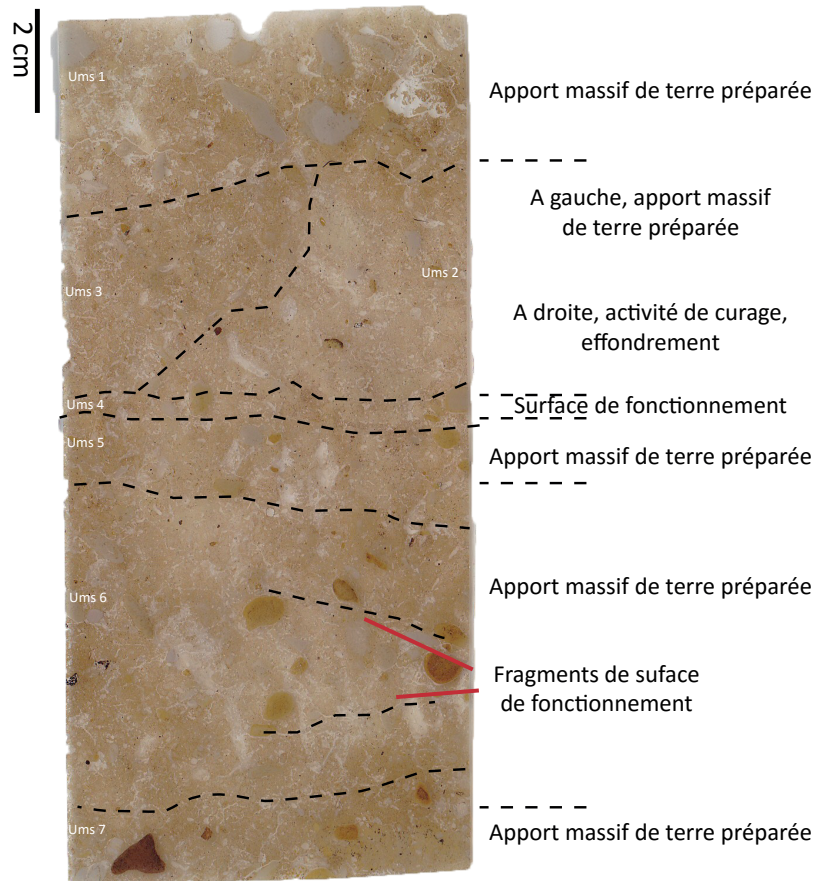 2 cm
Ums 1
Apport massif de terre préparée
A gauche, apport massif
de terre préparée
Ums 2
Ums 3
A droite, activité de curage,
effondrement
Ums 4
Surface de fonctionnement
Ums 5
Apport massif de terre préparée
Apport massif de terre préparée
Ums 6
Fragments de suface
de fonctionnement
Ums 7
Apport massif de terre préparée